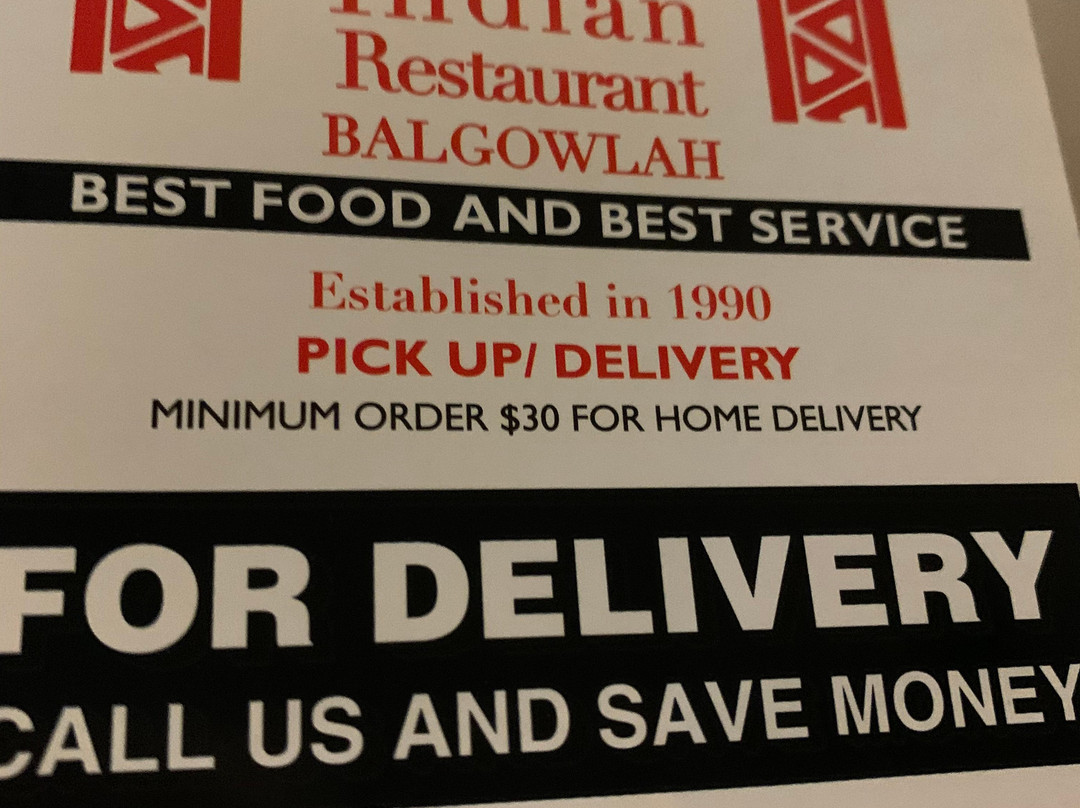 Indian
Restaurant
BALGOWLAH
BEST FOOD AND BEST SERVICE
Established in 1990
PICK UP/ DELIVERY
MINIMUM ORDER $30 FOR HOME DELIVERY
FOR DELIVERY
CALL US AND SAVE MONEY